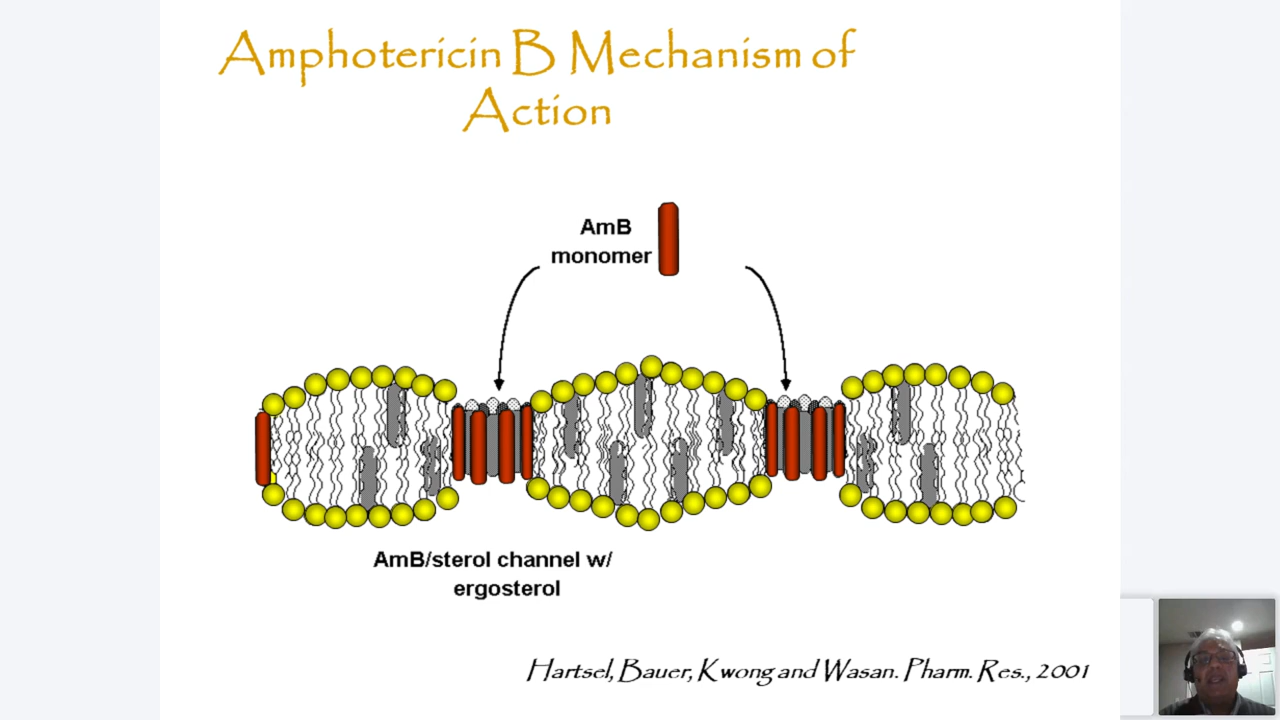 Amphotericin B Mechanism of
Action
AmB
monomer
AmB/sterol channel w/
ergosterol
Hartsel, Bauer, Kwong and Wasan. Pharm. Res., 2001